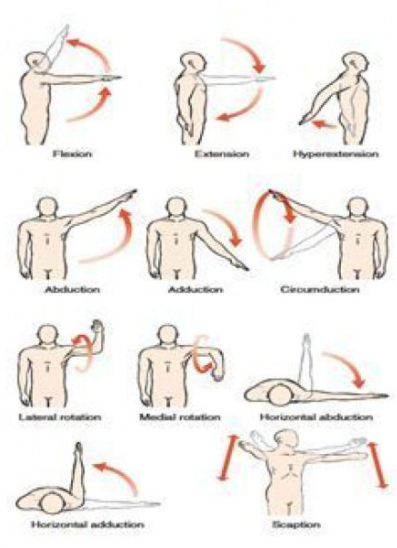 Flexion
Extension
Hyperextension
Abduction
Adduction
Circumduction
Lateral rotation
Medial rotation
Horizontal abduction
Horizontal adduction
Scaption